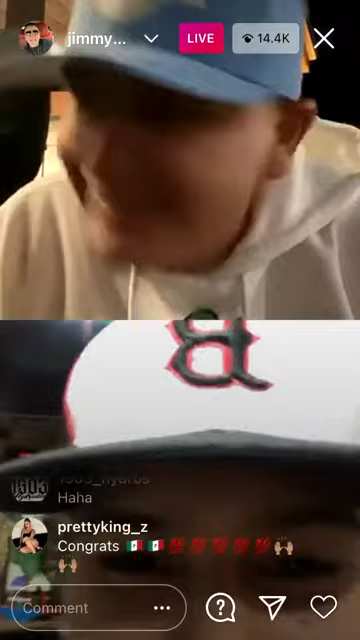 jimmy...
LIVE
14.4K
Haha
prettyking_z
Congrats 🇲🇽🇲🇽💯💯💯💯💯🙌🏼
🙌🏼
Comment